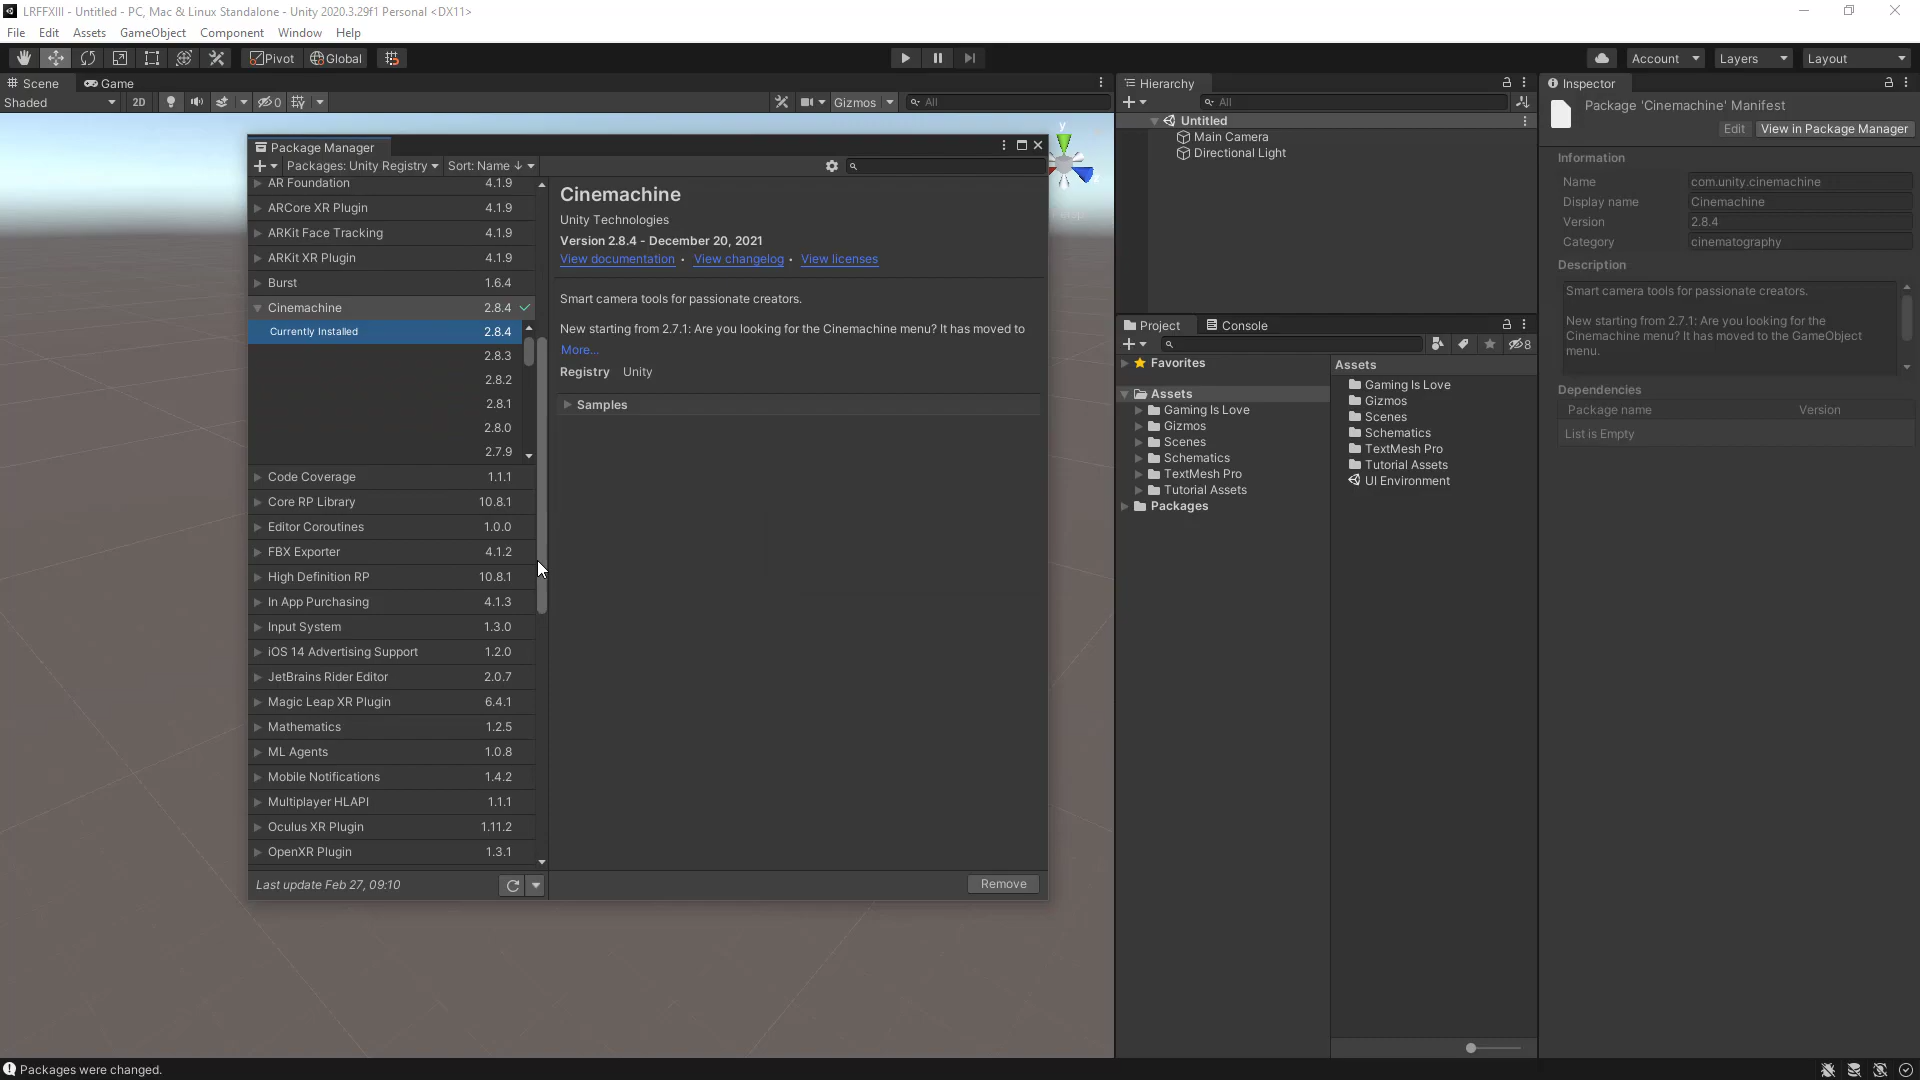 LRFFXIII - Untitled - PC, Mac & Linux Standalone - Unity 2020.3.29f1 Personal <DX11>
File Edit Assets GameObject Component Window Help
Pivot Global
Account Layers Layout
Scene Game
Shaded 2D 0 Gizmos All
Package Manager
Packages: Unity Registry Sort: Name ↓
AR Foundation 4.1.9
ARCore XR Plugin 4.1.9
ARKit Face Tracking 4.1.9
ARKit XR Plugin 4.1.9
Burst 1.6.4
Cinemachine 2.8.4
Currently Installed 2.8.4
2.8.3
2.8.2
2.8.1
2.8.0
2.7.9
Code Coverage 1.1.1
Core RP Library 10.8.1
Editor Coroutines 1.0.0
FBX Exporter 4.1.2
High Definition RP 10.8.1
In App Purchasing 4.1.3
Input System 1.3.0
iOS 14 Advertising Support 1.2.0
JetBrains Rider Editor 2.0.7
Magic Leap XR Plugin 6.4.1
Mathematics 1.2.5
ML Agents 1.0.8
Mobile Notifications 1.4.2
Multiplayer HLAPI 1.1.1
Oculus XR Plugin 1.11.2
OpenXR Plugin 1.3.1
Last update Feb 27, 09:10
Cinemachine
Unity Technologies
Version 2.8.4 - December 20, 2021
View documentation • View changelog • View licenses
Smart camera tools for passionate creators.
New starting from 2.7.1: Are you looking for the Cinemachine menu? It has moved to
More...
Registry Unity
Samples
Remove
y
Hierarchy
All
Untitled
Main Camera
Directional Light
Project Console
8
Favorites
Assets
Gaming Is Love
Gizmos
Scenes
Schematics
TextMesh Pro
Tutorial Assets
Packages
Assets
Gaming Is Love
Gizmos
Scenes
Schematics
TextMesh Pro
Tutorial Assets
UI Environment
Inspector
Package 'Cinemachine' Manifest
Edit View in Package Manager
Information
Name com.unity.cinemachine
Display name Cinemachine
Version 2.8.4
Category cinematography
Description
Smart camera tools for passionate creators.
New starting from 2.7.1: Are you looking for the
Cinemachine menu? It has moved to the GameObject
menu.
Dependencies
Package name Version
List is Empty
Packages were changed.